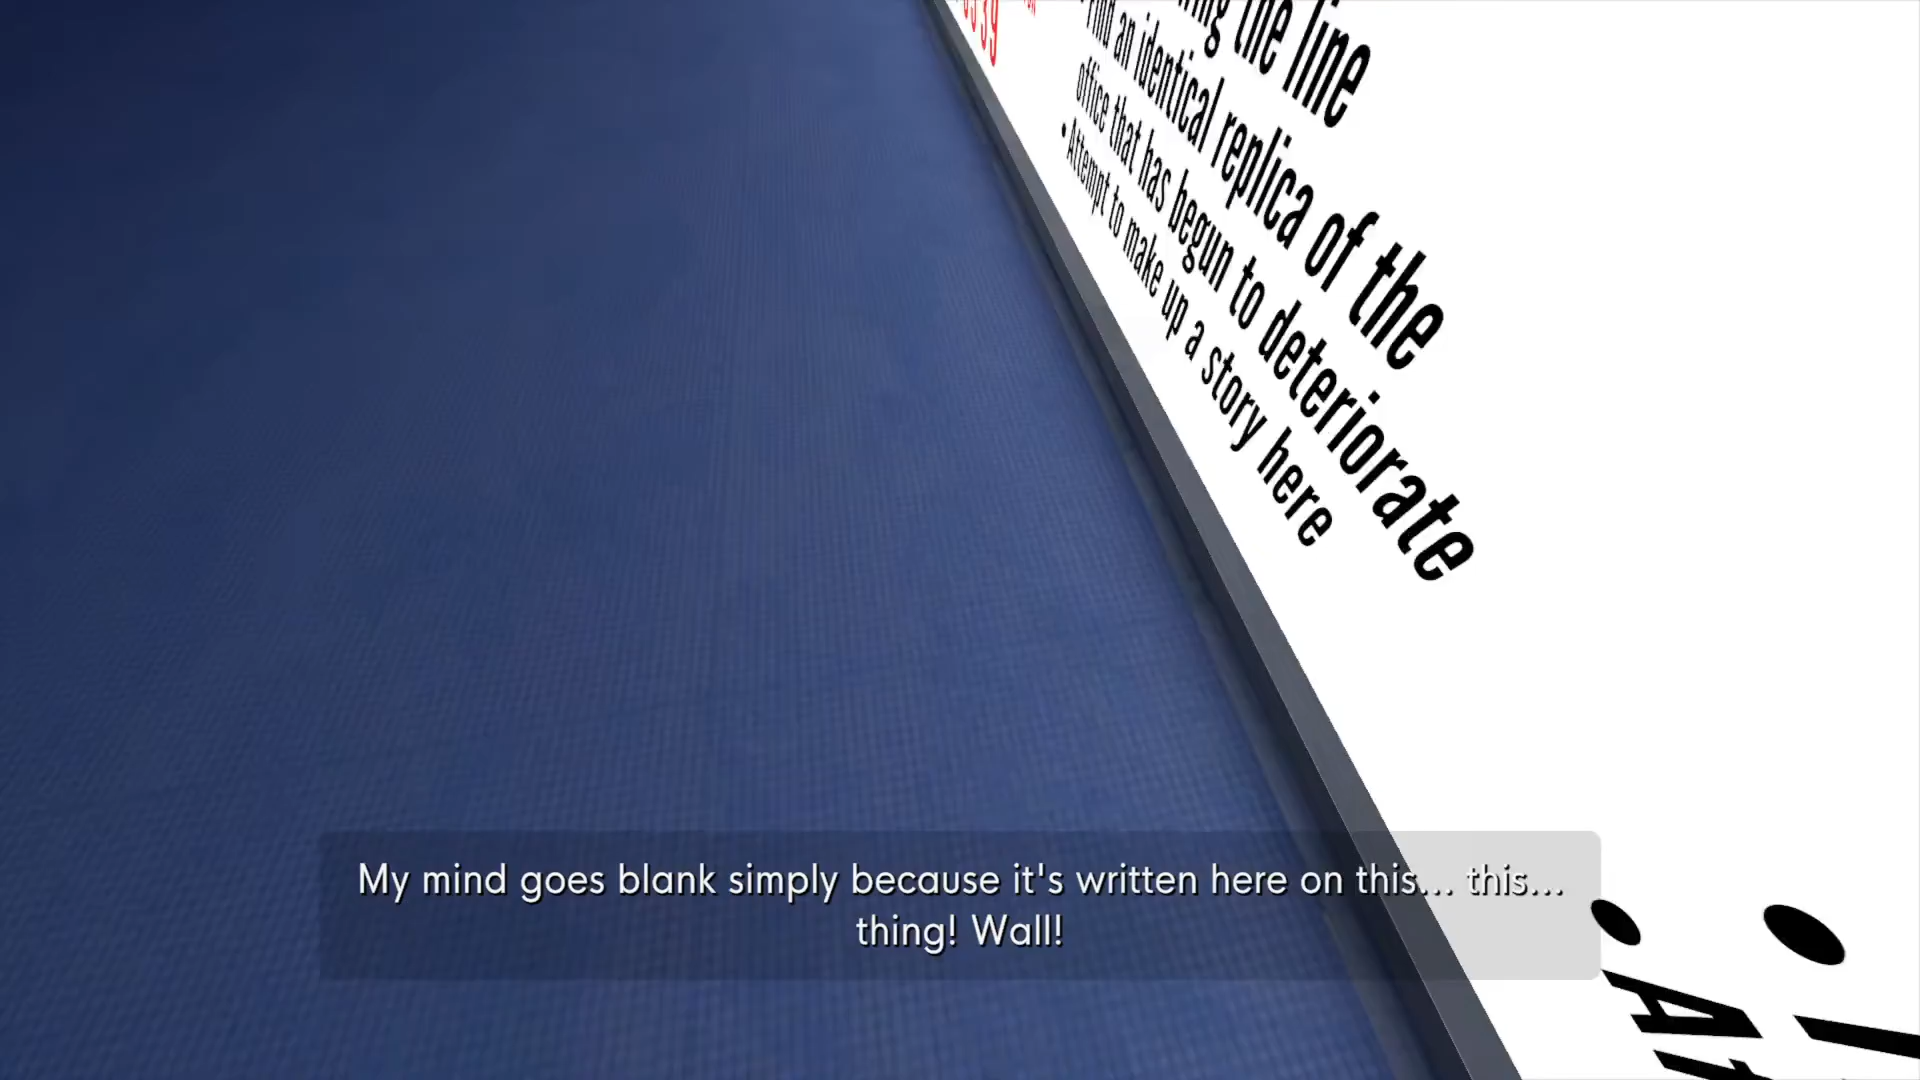 the line
an identical replica of the
office that has begun to deteriorate
• Attempt to make up a story here
My mind goes blank simply because it's written here on this... this...
thing! Wall!